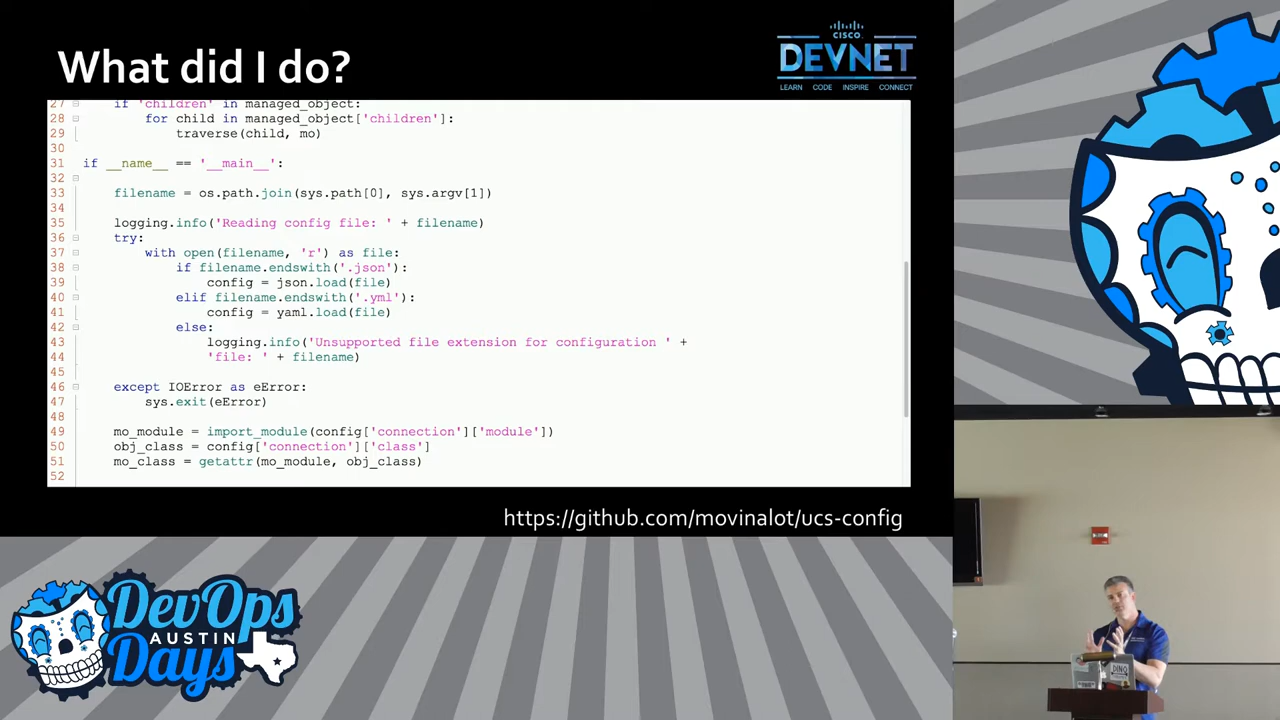 What did I do?
CISCO
DEVNET
LEARN CODE INSPIRE CONNECT
27 if 'children' in managed_object:
28 for child in managed_object['children']:
29 traverse(child, mo)
30
31 if __name__ == '__main__':
32
33 filename = os.path.join(sys.path[0], sys.argv[1])
34
35 logging.info('Reading config file: ' + filename)
36 try:
37 with open(filename, 'r') as file:
38 if filename.endswith('.json'):
39 config = json.load(file)
40 elif filename.endswith('.yml'):
41 config = yaml.load(file)
42 else:
43 logging.info('Unsupported file extension for configuration ' +
44 'file: ' + filename)
45
46 except IOError as eError:
47 sys.exit(eError)
48
49 mo_module = import_module(config['connection']['module'])
50 obj_class = config['connection']['class']
51 mo_class = getattr(mo_module, obj_class)
52
https://github.com/movinalot/ucs-config
DevOps
AUSTIN
Days
DINO